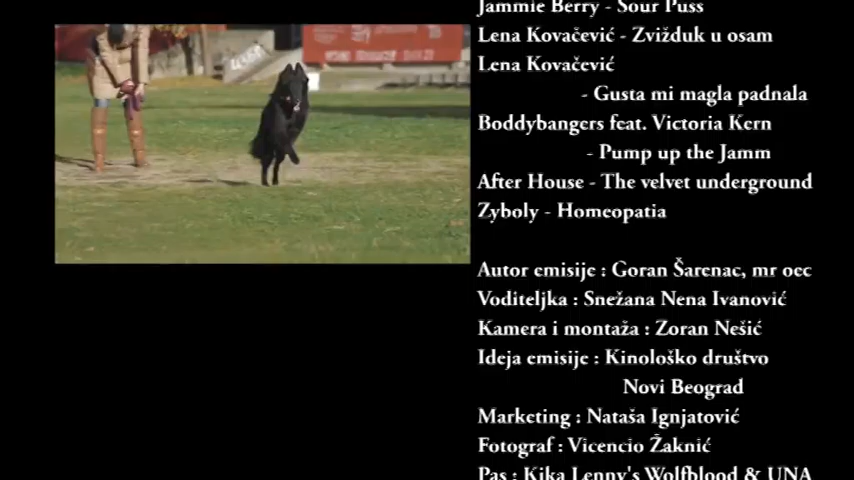 Jammie Berry - Sour Puss
Lena Kovačević - Zvižduk u osam
Lena Kovačević
- Gusta mi magla padnala
Boddybangers feat. Victoria Kern
- Pump up the Jamm
After House - The velvet underground
Zyboly - Homeopatia
Autor emisije : Goran Šarenac, mr oec
Voditeljka : Snežana Nena Ivanović
Kamera i montaža : Zoran Nešić
Ideja emisije : Kinološko društvo
Novi Beograd
Marketing : Nataša Ignjatović
Fotograf : Vicencio Žaknić
Pas : Kika Lenny's Wolfblood & UNA